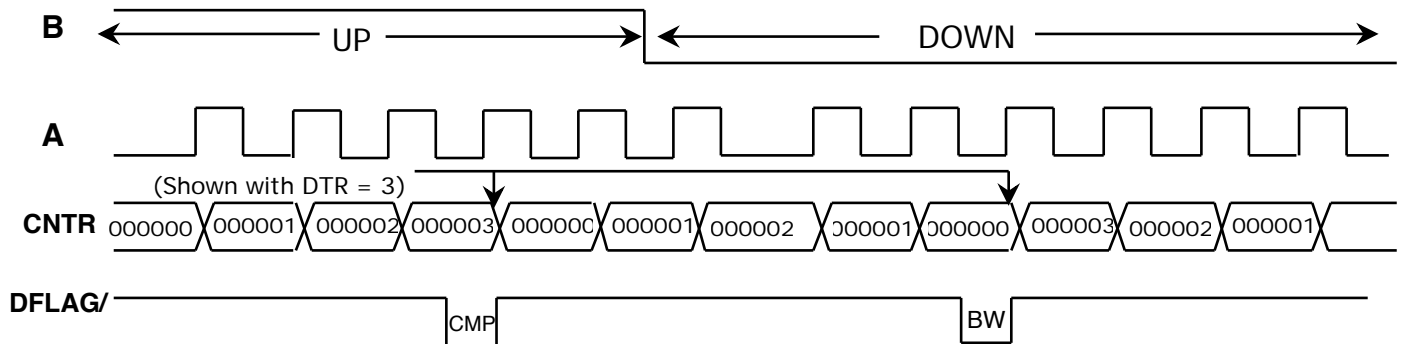 B UP DOWN
A
(Shown with DTR = 3)
CNTR 000000 000001 000002 000003 000000 000001 000002 000001 000000 000003 000002 000001
DFLAG/ CMP BW